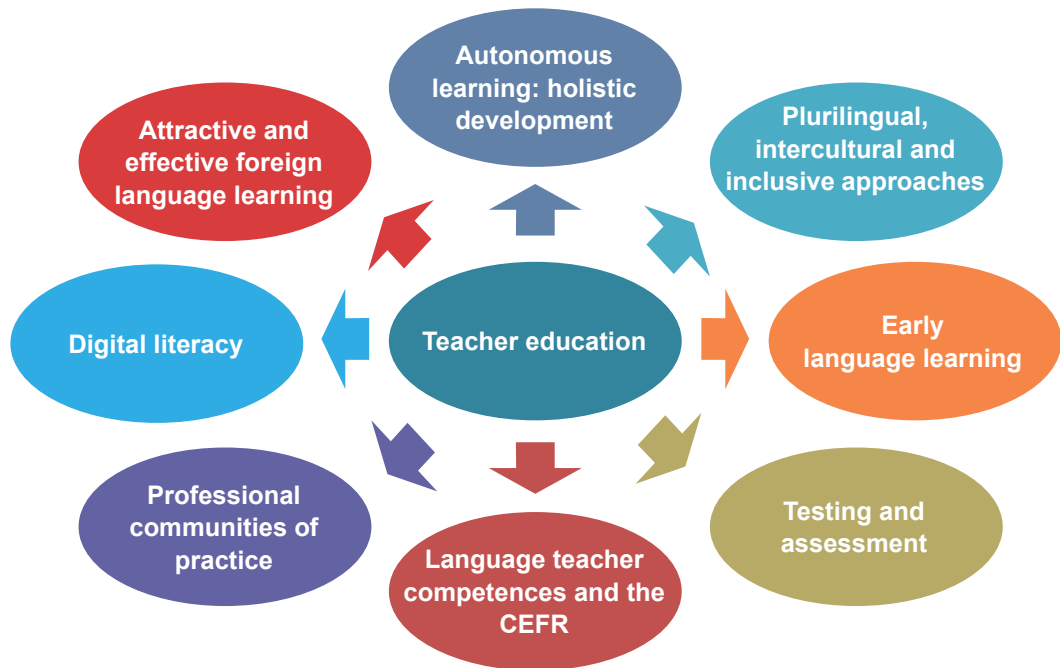 Autonomous
learning: holistic
development
Attractive and
effective foreign
language learning
Plurilingual,
intercultural and
inclusive approaches
Digital literacy
Teacher education
Early
language learning
Professional
communities of
practice
Language teacher
competences and the
CEFR
Testing and
assessment